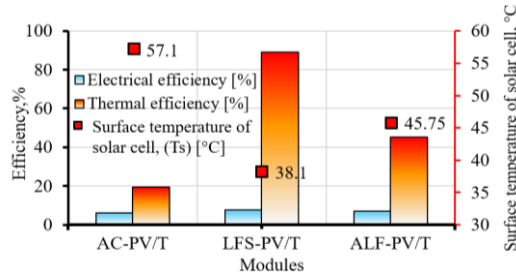 100
80
60
40
20
0
Efficiency,%
57.1
Electrical efficiency [%]
Thermal efficiency [%]
Surface temperature of
solar cell, (Ts) [°C]
38.1
45.75
60
55
50
45
40
35
30
Surface temperature of solar cell, °C
AC-PV/T
LFS-PV/T
ALF-PV/T
Modules